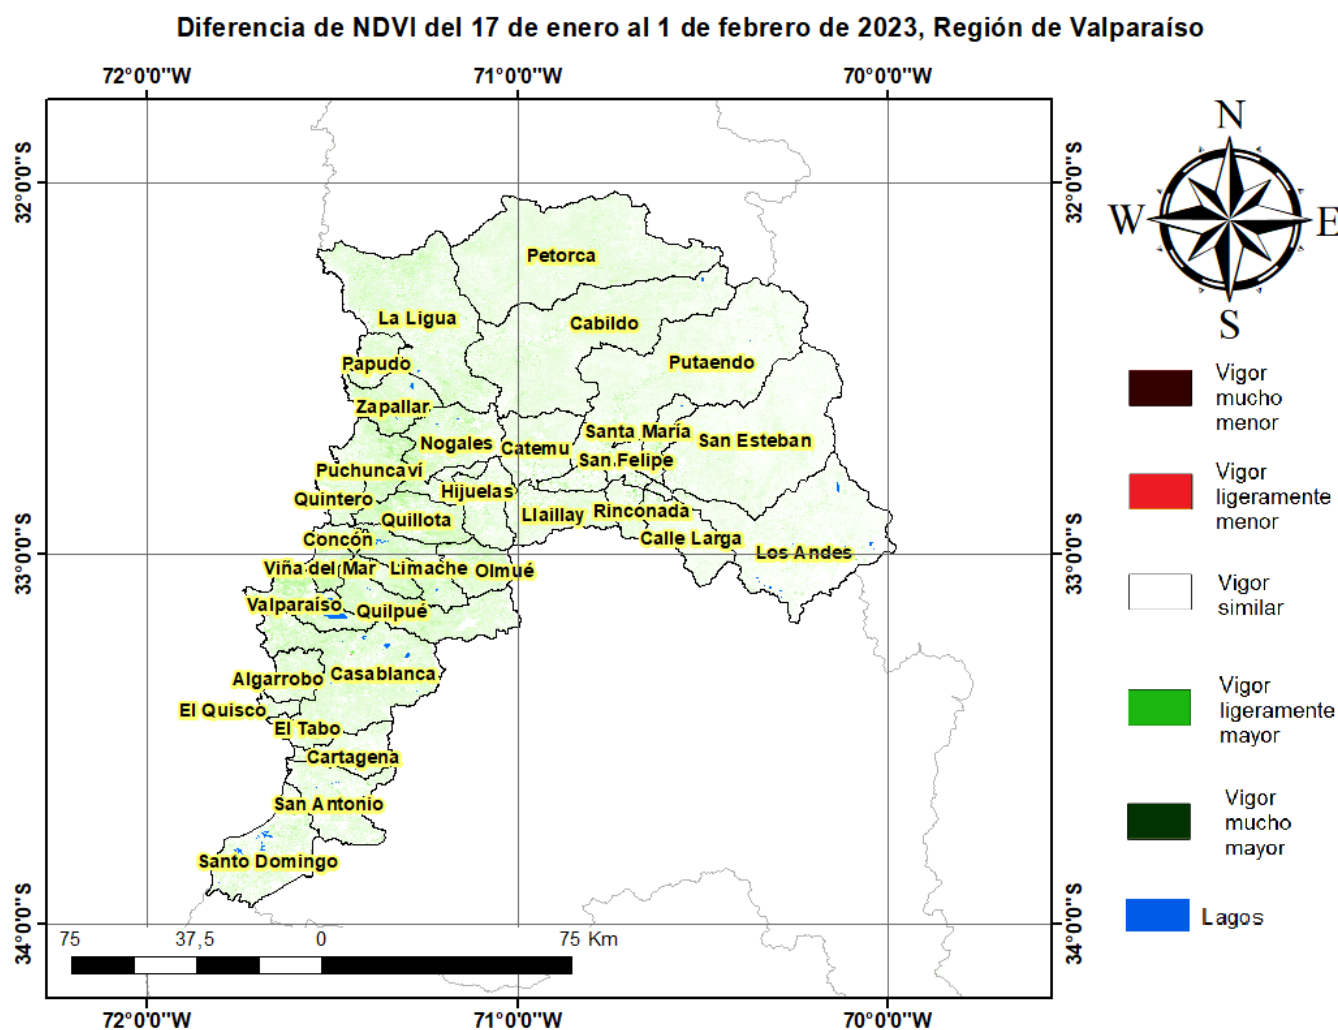 Diferencia de NDVI del 17 de enero al 1 de febrero de 2023, Región de Valparaíso
72°0'0"W 71°0'0"W 70°0'0"W
32°0'0"S
32°0'0"S
33°0'0"S
33°0'0"S
34°0'0"S
34°0'0"S
Petorca
La Ligua
Cabildo
Papudo
Putaendo
Zapallar
Nogales
Catemu
Santa María
San Esteban
San Felipe
Puchuncaví
Quintero
Hijuelas
Quillota
Llaillay
Rinconada
Concón
Calle Larga
Los Andes
Viña del Mar
Limache
Olmué
Valparaíso
Quilpué
Algarrobo
Casablanca
El Quisco
El Tabo
Cartagena
San Antonio
Santo Domingo
75 37,5 0 75 Km
72°0'0"W 71°0'0"W 70°0'0"W
N
W E
S
Vigor
mucho
menor
Vigor
ligeramente
menor
Vigor
similar
Vigor
ligeramente
mayor
Vigor
mucho
mayor
Lagos